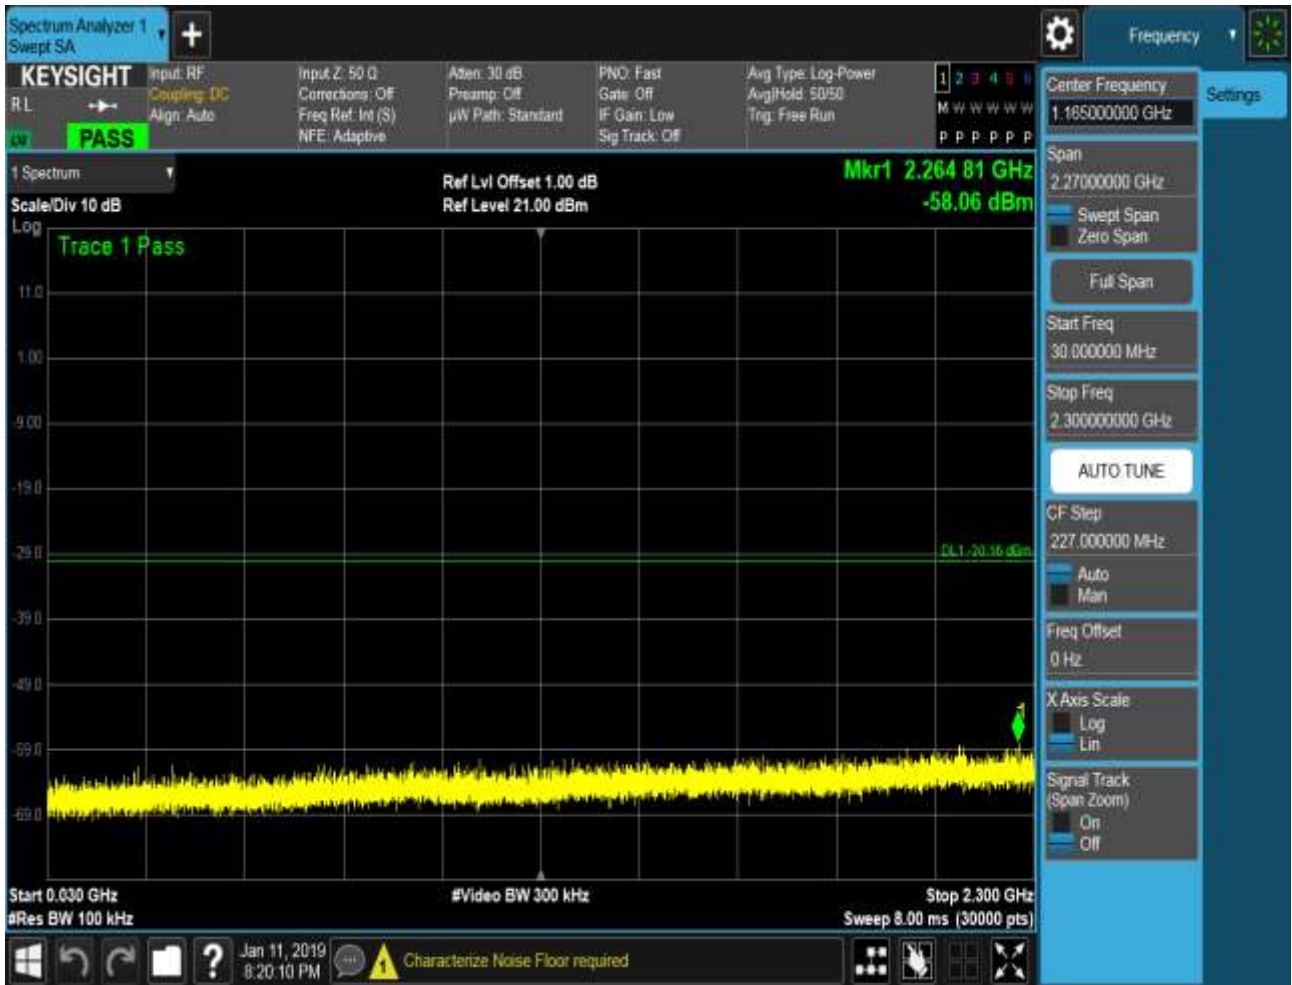 Spectrum Analyzer 1
Swept SA
Frequency
KEYSIGHT
R L
PASS
Input: RF
Coupling: DC
Align: Auto
Input Z: 50 Ω
Corrections: Off
Freq Ref: Int (S)
NFE: Adaptive
Atten: 30 dB
Preamp: Off
µW Path: Standard
PNO: Fast
Gate: Off
IF Gain: Low
Sig Track: Off
Avg Type: Log-Power
Avg|Hold: 50/50
Trig: Free Run
1 2 3 4 5 6
M W W W W W
P P P P P P
1 Spectrum
Scale/Div 10 dB
Ref Lvl Offset 1.00 dB
Ref Level 21.00 dBm
Mkr1 2.264 81 GHz
-58.06 dBm
Log
Trace 1 Pass
11.0
1.00
-9.00
-19.0
-29.0
-39.0
-49.0
-59.0
-69.0
1
Start 0.030 GHz
#Video BW 300 kHz
Stop 2.300 GHz
#Res BW 100 kHz
Sweep 8.00 ms (30000 pts)
Center Frequency
1.165000000 GHz
Settings
Span
2.27000000 GHz
Swept Span
Zero Span
Full Span
Start Freq
30.000000 MHz
Stop Freq
2.300000000 GHz
AUTO TUNE
CF Step
227.000000 MHz
Auto
Man
Freq Offset
0 Hz
X Axis Scale
Log
Lin
Signal Track
(Span Zoom)
On
Off
?
Jan 11, 2019
8:20:10 PM
1
Characterize Noise Floor required